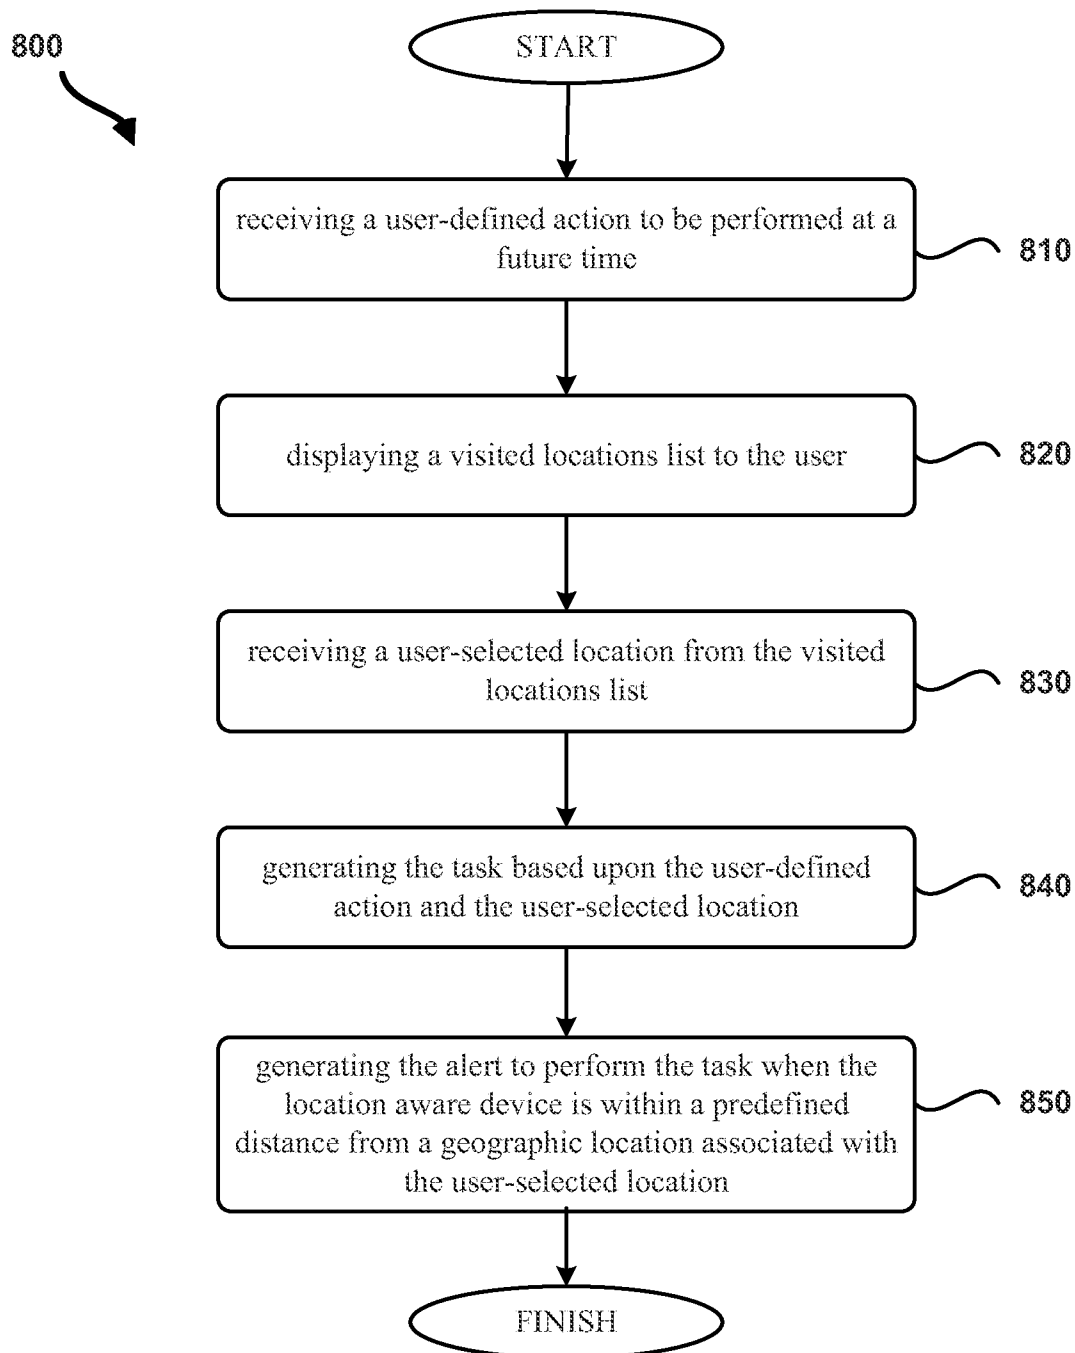 800
START
receiving a user-defined action to be performed at a
future time
810
displaying a visited locations list to the user
820
receiving a user-selected location from the visited
locations list
830
generating the task based upon the user-defined
action and the user-selected location
840
generating the alert to perform the task when the
location aware device is within a predefined
distance from a geographic location associated with
the user-selected location
850
FINISH